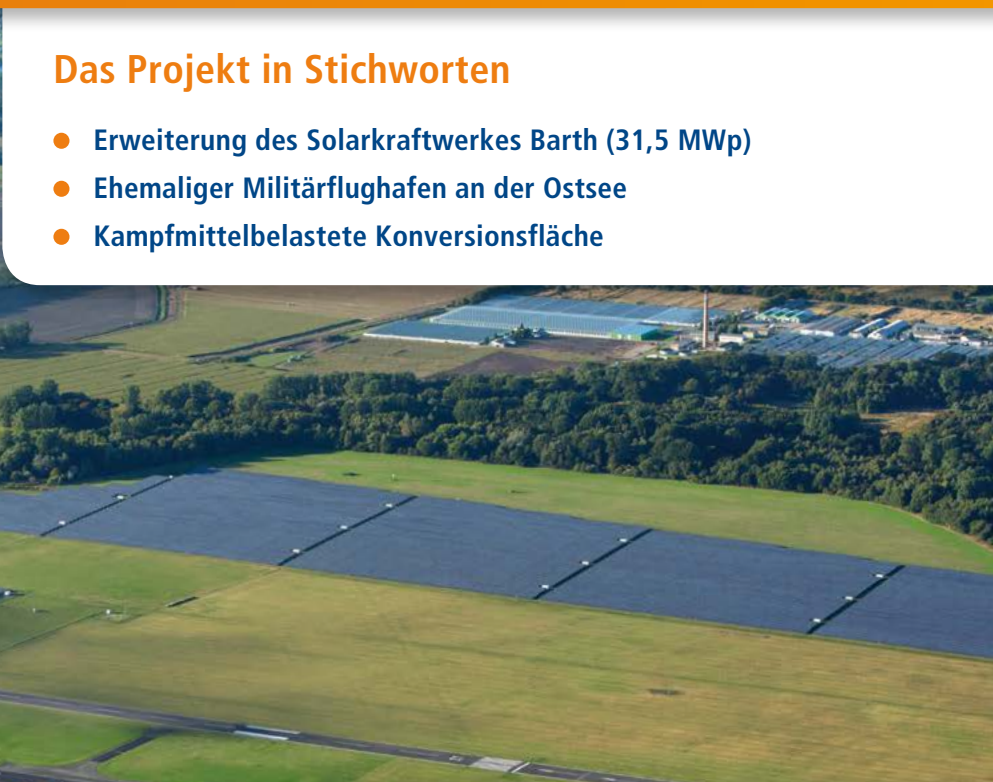 Das Projekt in Stichworten
Erweiterung des Solarkraftwerkes Barth (31,5 MWp)
Ehemaliger Militärflughafen an der Ostsee
Kampfmittelbelastete Konversionsfläche